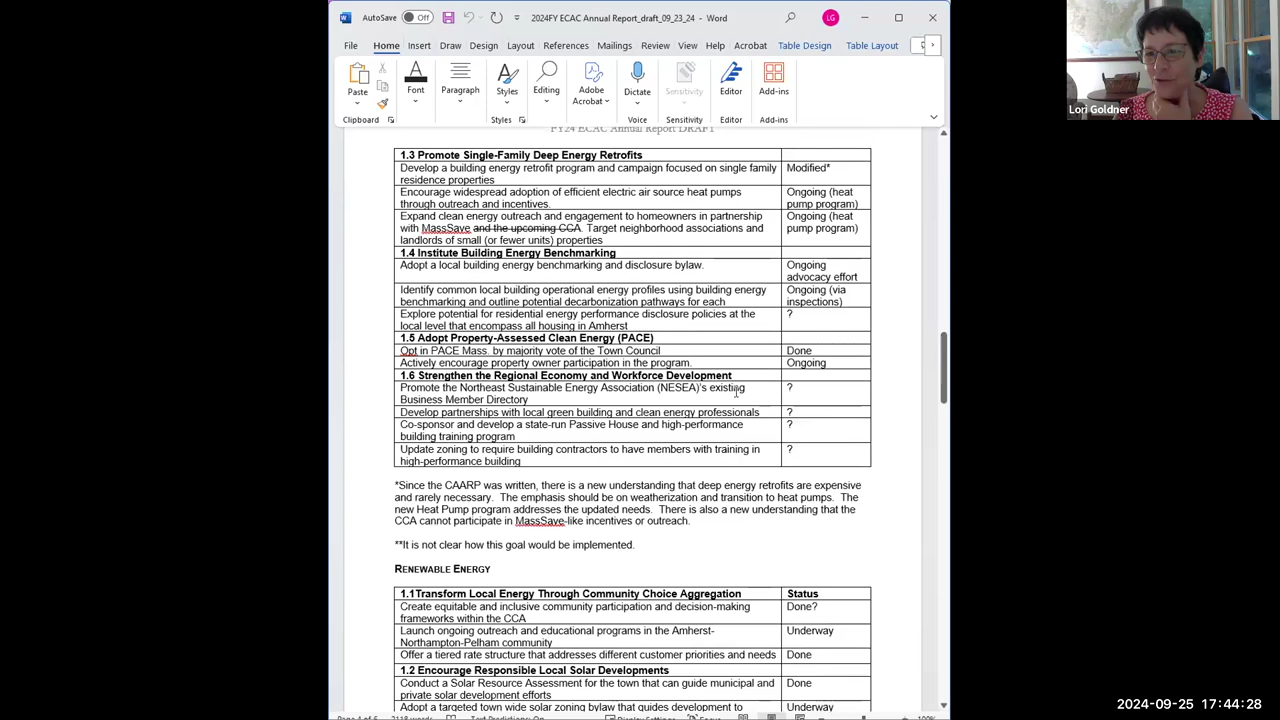 AutoSave Off 2024FY ECAC Annual Report_draft_09_23_24 - Word LG
File Home Insert Draw Design Layout References Mailings Review View Help Acrobat Table Design Table Layout
Paste Font Paragraph Styles Editing Adobe Acrobat Dictate Sensitivity Editor Add-ins
Clipboard Styles Voice Sensitivity Editor Add-ins
Lori Goldner
FY24 ECAC Annual Report DRAFT
1.3 Promote Single-Family Deep Energy Retrofits
Develop a building energy retrofit program and campaign focused on single family Modified*
residence properties
Encourage widespread adoption of efficient electric air source heat pumps Ongoing (heat
through outreach and incentives. pump program)
Expand clean energy outreach and engagement to homeowners in partnership Ongoing (heat
with MassSave and the upcoming CCA. Target neighborhood associations and pump program)
landlords of small (or fewer units) properties
1.4 Institute Building Energy Benchmarking
Adopt a local building energy benchmarking and disclosure bylaw. Ongoing
advocacy effort
Identify common local building operational energy profiles using building energy Ongoing (via
benchmarking and outline potential decarbonization pathways for each inspections)
Explore potential for residential energy performance disclosure policies at the ?
local level that encompass all housing in Amherst
1.5 Adopt Property-Assessed Clean Energy (PACE)
Opt in PACE Mass. by majority vote of the Town Council Done
Actively encourage property owner participation in the program. Ongoing
1.6 Strengthen the Regional Economy and Workforce Development
Promote the Northeast Sustainable Energy Association (NESEA)'s existing ?
Business Member Directory
Develop partnerships with local green building and clean energy professionals ?
Co-sponsor and develop a state-run Passive House and high-performance ?
building training program
Update zoning to require building contractors to have members with training in ?
high-performance building
*Since the CAARP was written, there is a new understanding that deep energy retrofits are expensive
and rarely necessary. The emphasis should be on weatherization and transition to heat pumps. The
new Heat Pump program addresses the updated needs. There is also a new understanding that the
CCA cannot participate in MassSave-like incentives or outreach.
**It is not clear how this goal would be implemented.
RENEWABLE ENERGY
1.1Transform Local Energy Through Community Choice Aggregation Status
Create equitable and inclusive community participation and decision-making Done?
frameworks within the CCA
Launch ongoing outreach and educational programs in the Amherst- Underway
Northampton-Pelham community
Offer a tiered rate structure that addresses different customer priorities and needs Done
1.2 Encourage Responsible Local Solar Developments
Conduct a Solar Resource Assessment for the town that can guide municipal and Done
private solar development efforts
Adopt a targeted town wide solar zoning bylaw that guides development to Underway
Page 4 of 6 2118 words Text Predictions: On Display Settings Focus 100%
2024-09-25 17:44:28